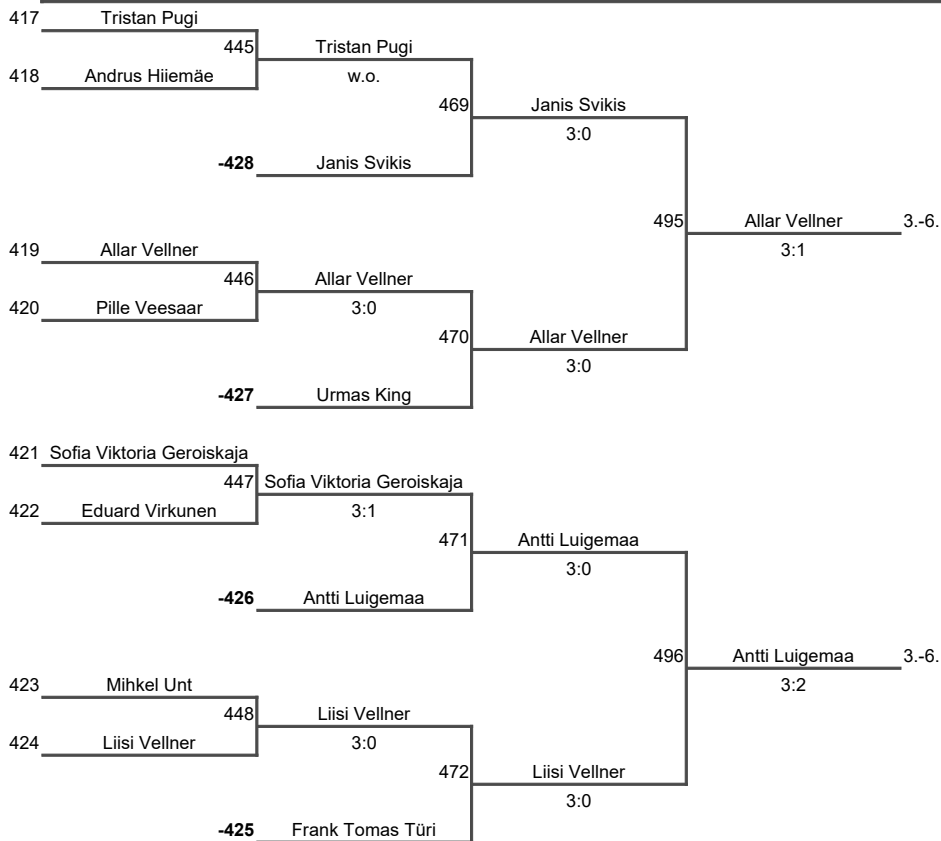 417 Tristan Pugi
445 Tristan Pugi
418 Andrus Hiiemäe w.o.
469 Janis Svikis
3:0
-428 Janis Svikis
495 Allar Vellner 3.-6.
3:1
419 Allar Vellner
446 Allar Vellner
420 Pille Veesaar 3:0
470 Allar Vellner
3:0
-427 Urmas King
421 Sofia Viktoria Geroiskaja
447 Sofia Viktoria Geroiskaja
422 Eduard Virkunen 3:1
471 Antti Luigemaa
3:0
-426 Antti Luigemaa
496 Antti Luigemaa 3.-6.
3:2
423 Mihkel Unt
448 Liisi Vellner
424 Liisi Vellner 3:0
472 Liisi Vellner
3:0
-425 Frank Tomas Türi